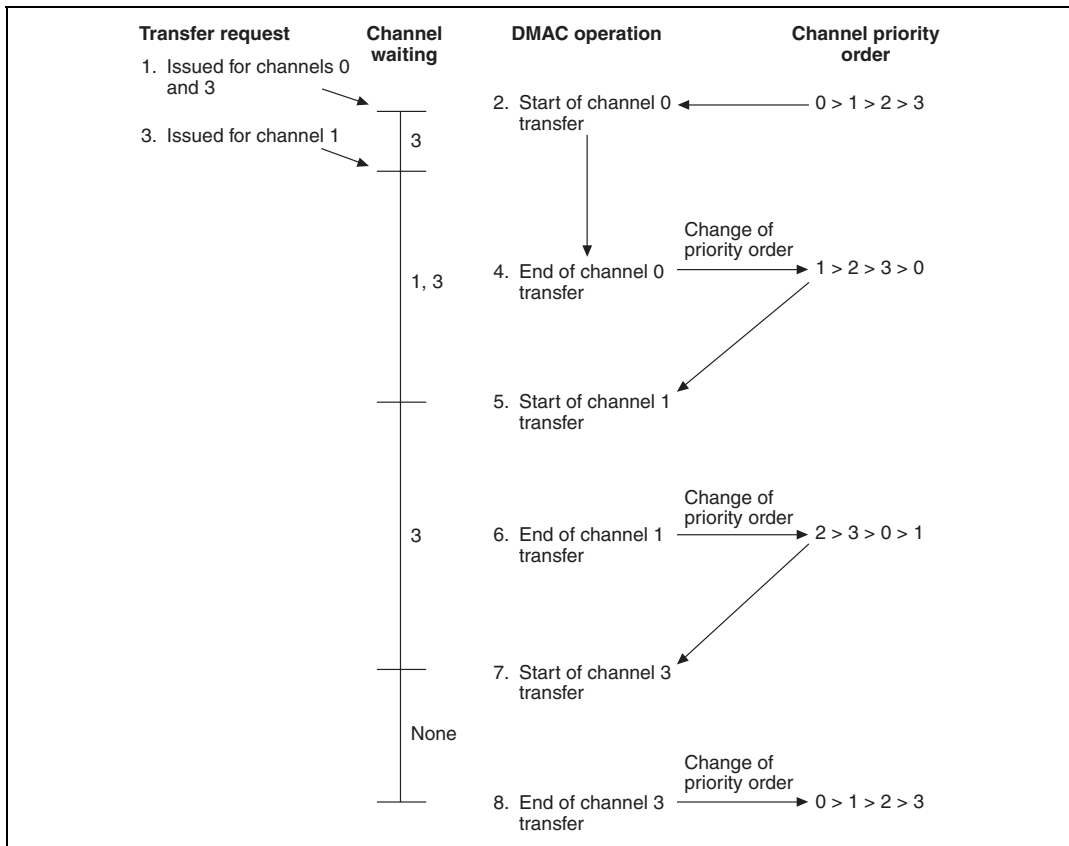 Transfer request
Channel
waiting
DMAC operation
Channel priority
order
1. Issued for channels 0
and 3
2. Start of channel 0
transfer
0 > 1 > 2 > 3
3. Issued for channel 1
3
Change of
priority order
4. End of channel 0
transfer
1 > 2 > 3 > 0
1, 3
5. Start of channel 1
transfer
Change of
priority order
3
6. End of channel 1
transfer
2 > 3 > 0 > 1
7. Start of channel 3
transfer
None
Change of
priority order
8. End of channel 3
transfer
0 > 1 > 2 > 3